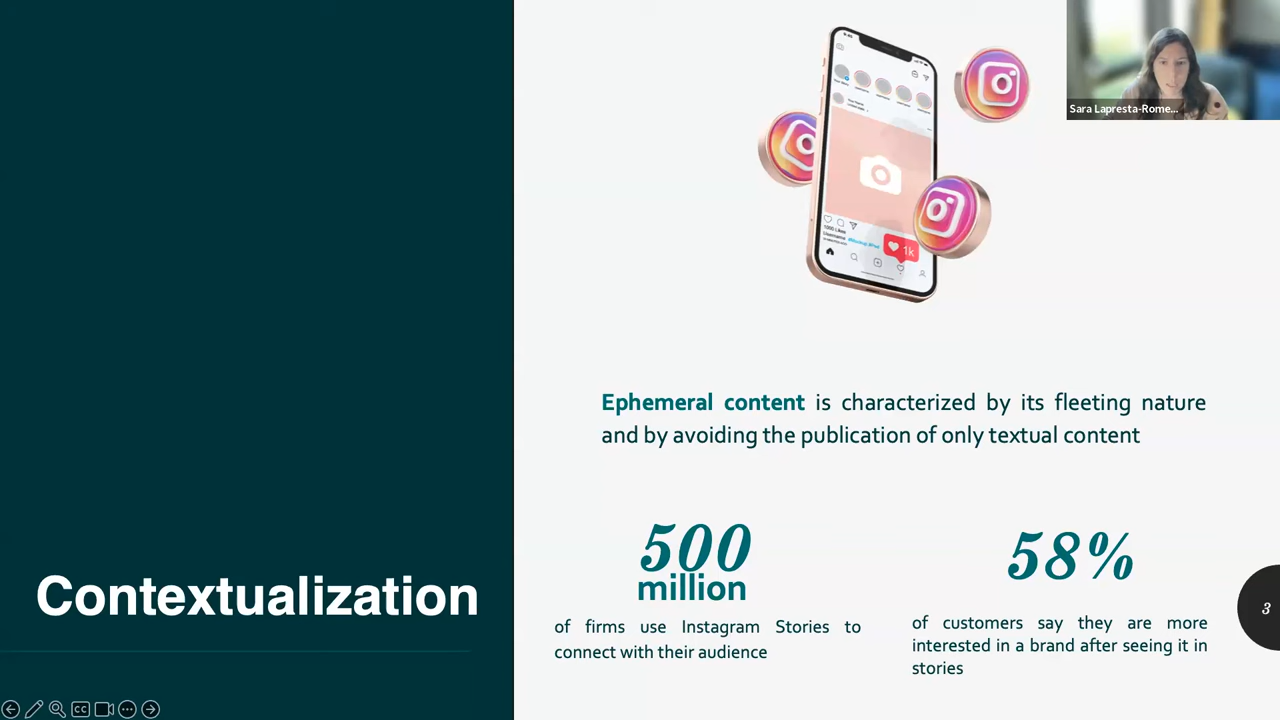 Sara Lapresta-Rome...
1k
Ephemeral content is characterized by its fleeting nature
and by avoiding the publication of only textual content
500
million
of firms use Instagram Stories to
connect with their audience
58%
of customers say they are more
interested in a brand after seeing it in
stories
Contextualization
3
CC